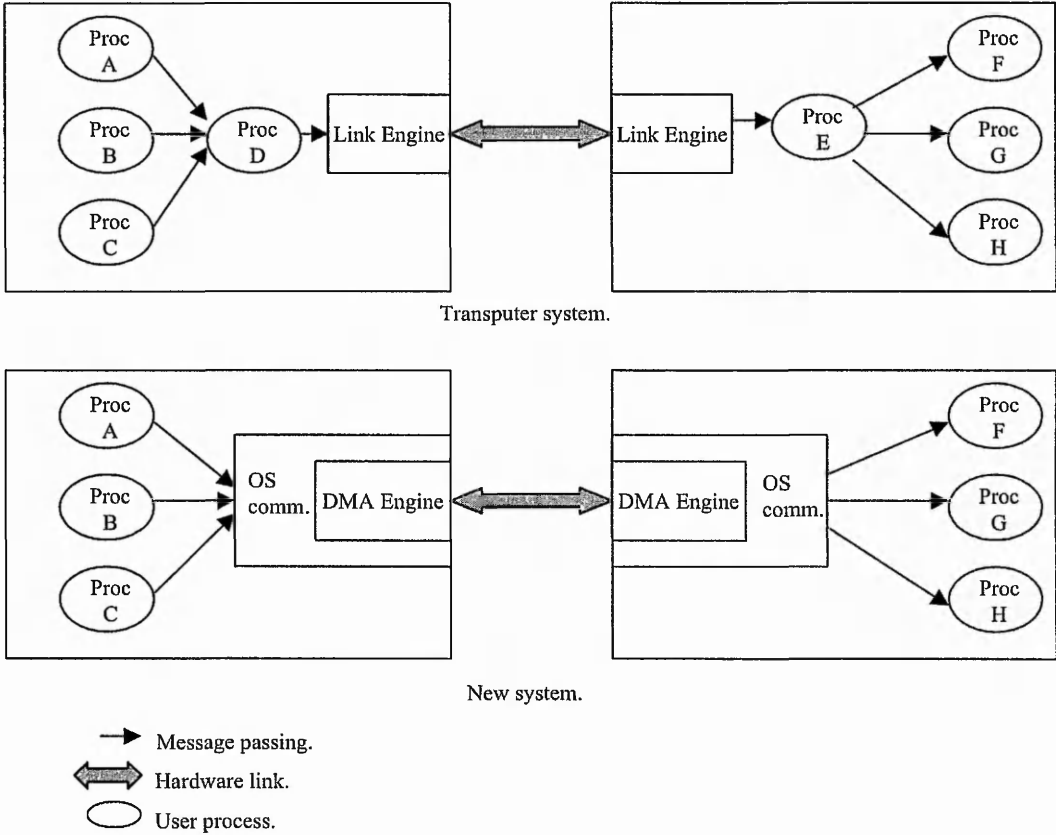 Proc
A
Proc
B
Proc
C
Proc
D
Link Engine
Link Engine
Proc
E
Proc
F
Proc
G
Proc
H
Transputer system.
Proc
A
Proc
B
Proc
C
OS
comm.
DMA Engine
DMA Engine
OS
comm.
Proc
F
Proc
G
Proc
H
New system.
Message passing.
Hardware link.
User process.